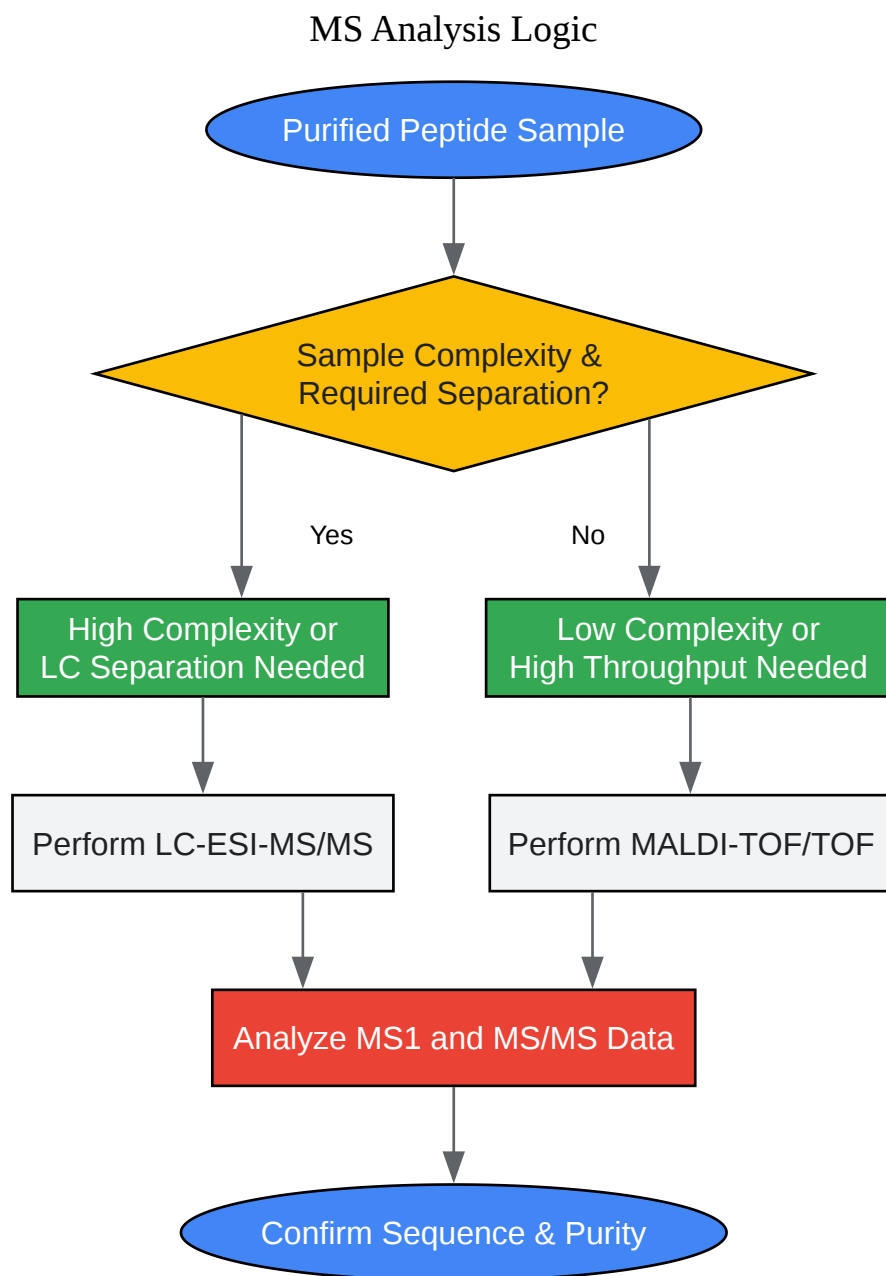 MS Analysis Logic
Purified Peptide Sample
Sample Complexity &
Required Separation?
Yes
No
High Complexity or
LC Separation Needed
Low Complexity or
High Throughput Needed
Perform LC-ESI-MS/MS
Perform MALDI-TOF/TOF
Analyze MS1 and MS/MS Data
Confirm Sequence & Purity